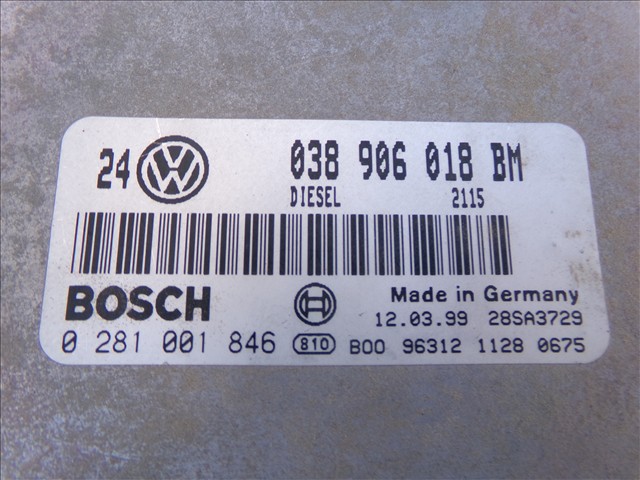 24 VW 038 906 018 BM
DIESEL 2115
BOSCH Made in Germany
12.03.99 28SA3729
0 281 001 846 810 B00 96312 1128 0675